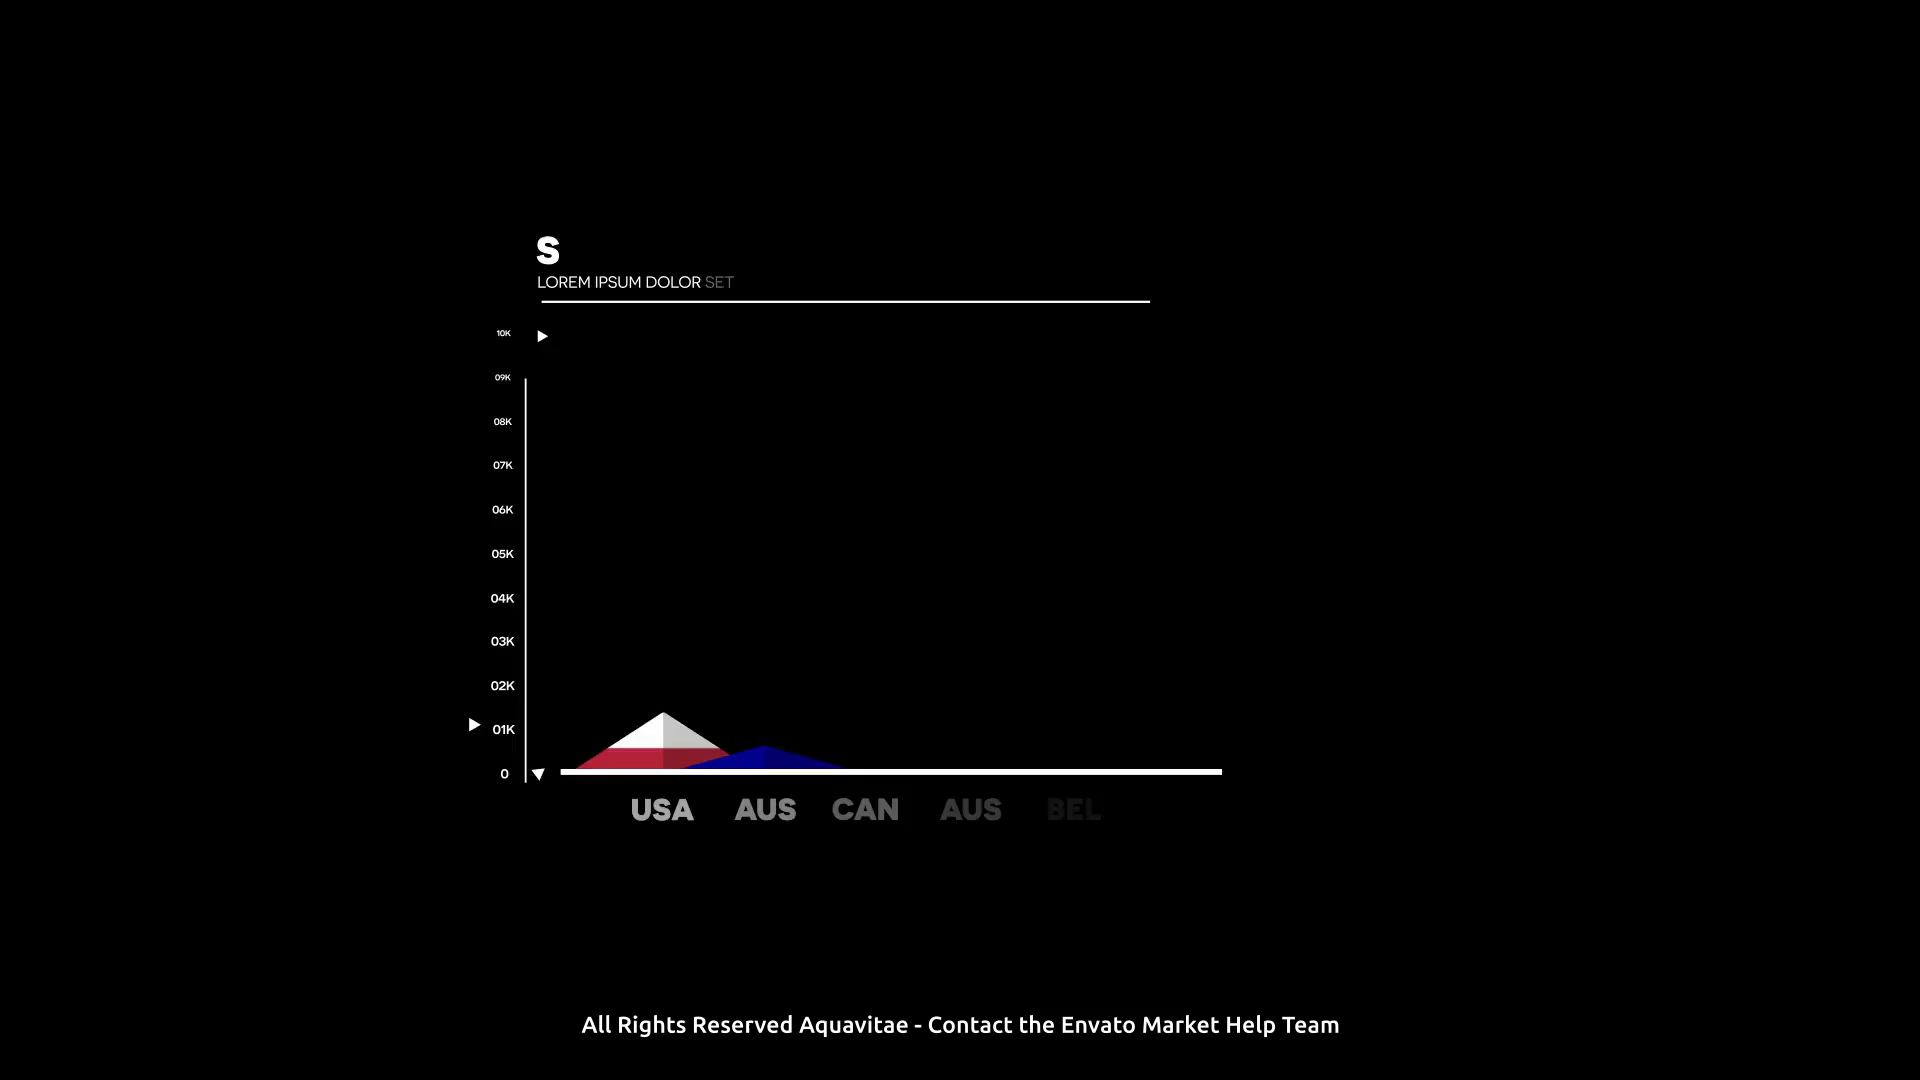 S
LOREM IPSUM DOLOR SET
10K
09K
08K
07K
06K
05K
04K
03K
02K
01K
0
USA AUS CAN AUS BEL
All Rights Reserved Aquavitae - Contact the Envato Market Help Team